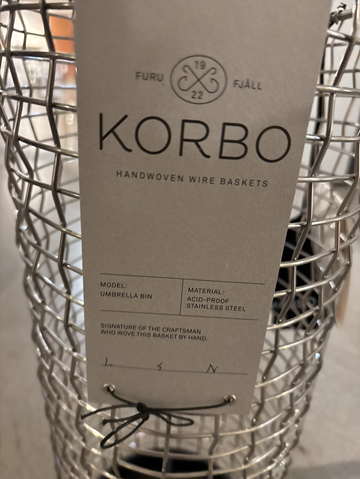 19
FURU FJÄLL
22
KORBO
HANDWOVEN WIRE BASKETS
MODEL:
UMBRELLA BIN
MATERIAL:
ACID-PROOF
STAINLESS STEEL
SIGNATURE OF THE CRAFTSMAN
WHO WOVE THIS BASKET BY HAND.
L S N